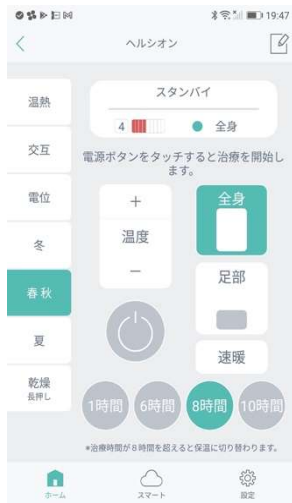 19:47
ヘルシオン
温熱
交互
電位
冬
春秋
夏
乾燥
長押し
スタンバイ
4
全身
電源ボタンをタッチすると治療を開始し
ます。
+
温度
−
全身
足部
速暖
1時間
6時間
8時間
10時間
*治療時間が8時間を超えると保温に切り替わります。
ホーム
スマート
設定